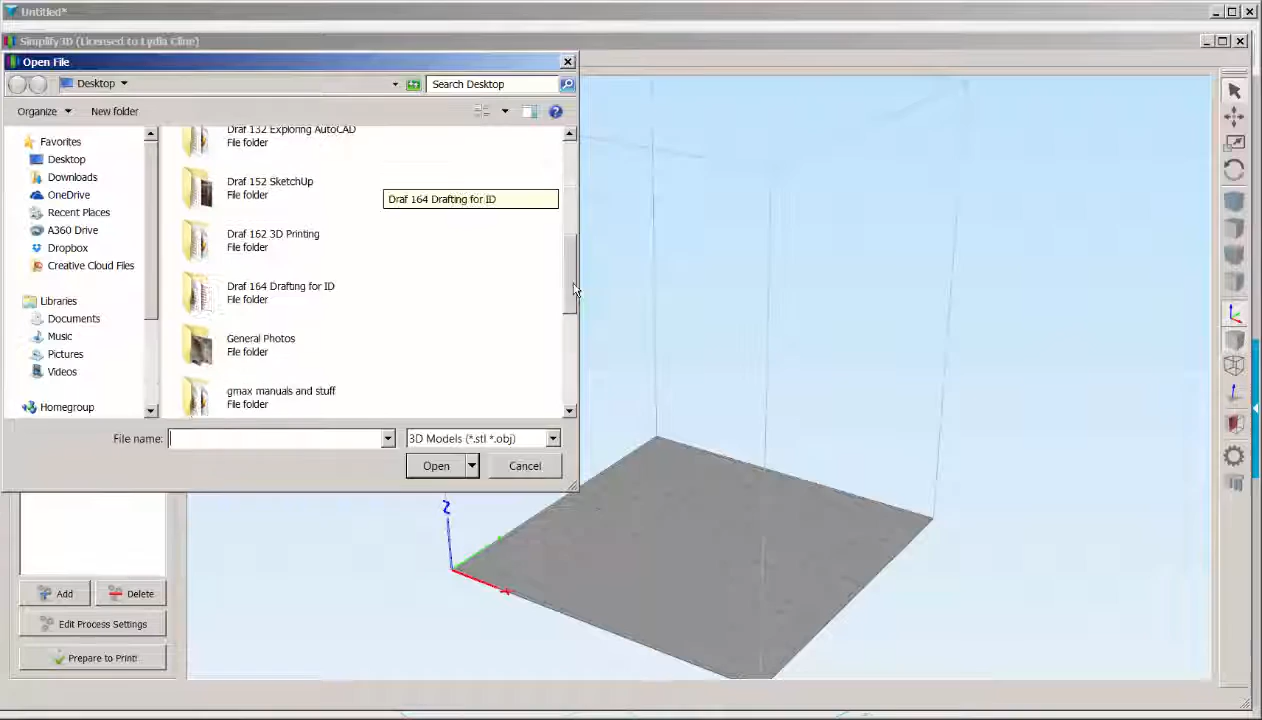 Untitled*
Simplify3D (Licensed to Lydia Cline)
Open File
Desktop
Search Desktop
Organize
New folder
Favorites
Desktop
Downloads
OneDrive
Recent Places
A360 Drive
Dropbox
Creative Cloud Files
Libraries
Documents
Music
Pictures
Videos
Homegroup
Draf 132 Exploring AutoCAD
File folder
Draf 152 SketchUp
File folder
Draf 164 Drafting for ID
Draf 162 3D Printing
File folder
Draf 164 Drafting for ID
File folder
General Photos
File folder
gmax manuals and stuff
File folder
File name:
3D Models (*.stl *.obj)
Open
Cancel
Z
Add
Delete
Edit Process Settings
Prepare to Print!